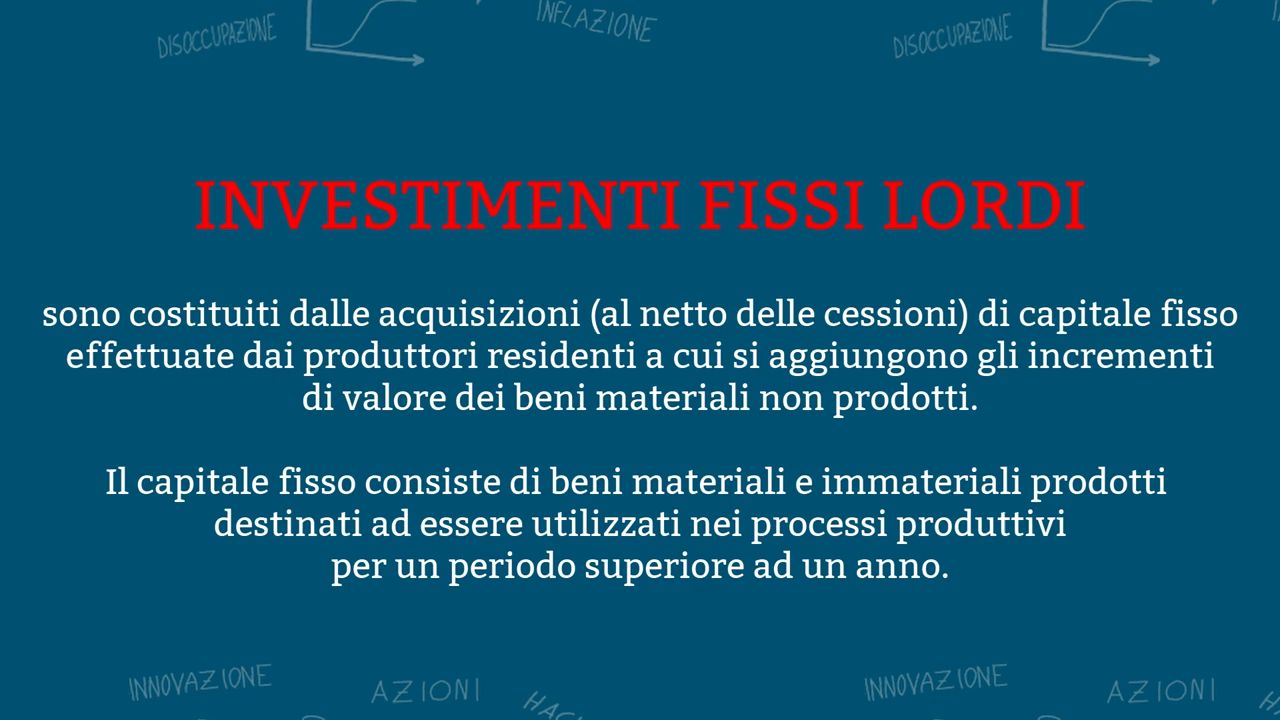 DISOCCUPAZIONE INFLAZIONE DISOCCUPAZIONE
INVESTIMENTI FISSI LORDI
sono costituiti dalle acquisizioni (al netto delle cessioni) di capitale fisso
effettuate dai produttori residenti a cui si aggiungono gli incrementi
di valore dei beni materiali non prodotti.
Il capitale fisso consiste di beni materiali e immateriali prodotti
destinati ad essere utilizzati nei processi produttivi
per un periodo superiore ad un anno.
INNOVAZIONE AZIONI INNOVAZIONE AZIONI